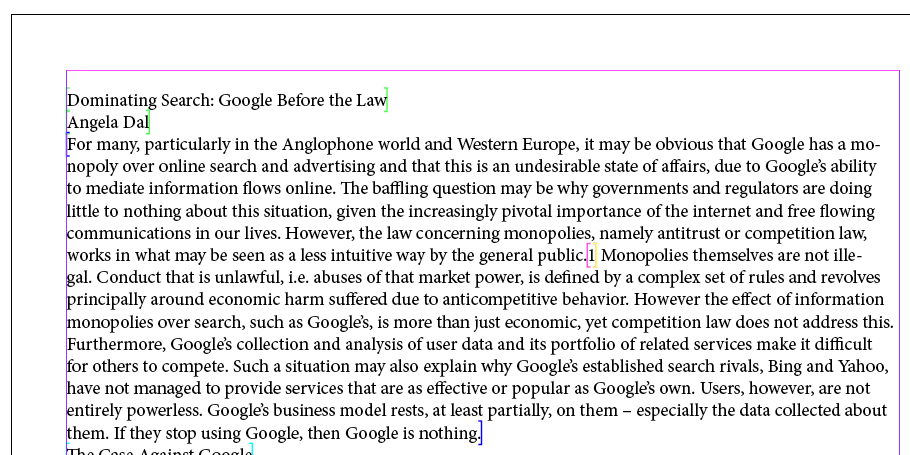 Dominating Search: Google Before the Law
Angela Dal
For many, particularly in the Anglophone world and Western Europe, it may be obvious that Google has a mo-
nopoly over online search and advertising and that this is an undesirable state of affairs, due to Google’s ability
to mediate information flows online. The baffling question may be why governments and regulators are doing
little to nothing about this situation, given the increasingly pivotal importance of the internet and free flowing
communications in our lives. However, the law concerning monopolies, namely antitrust or competition law,
works in what may be seen as a less intuitive way by the general public.[1] Monopolies themselves are not ille-
gal. Conduct that is unlawful, i.e. abuses of that market power, is defined by a complex set of rules and revolves
principally around economic harm suffered due to anticompetitive behavior. However the effect of information
monopolies over search, such as Google’s, is more than just economic, yet competition law does not address this.
Furthermore, Google’s collection and analysis of user data and its portfolio of related services make it difficult
for others to compete. Such a situation may also explain why Google’s established search rivals, Bing and Yahoo,
have not managed to provide services that are as effective or popular as Google’s own. Users, however, are not
entirely powerless. Google’s business model rests, at least partially, on them – especially the data collected about
them. If they stop using Google, then Google is nothing.
The Case Against Google